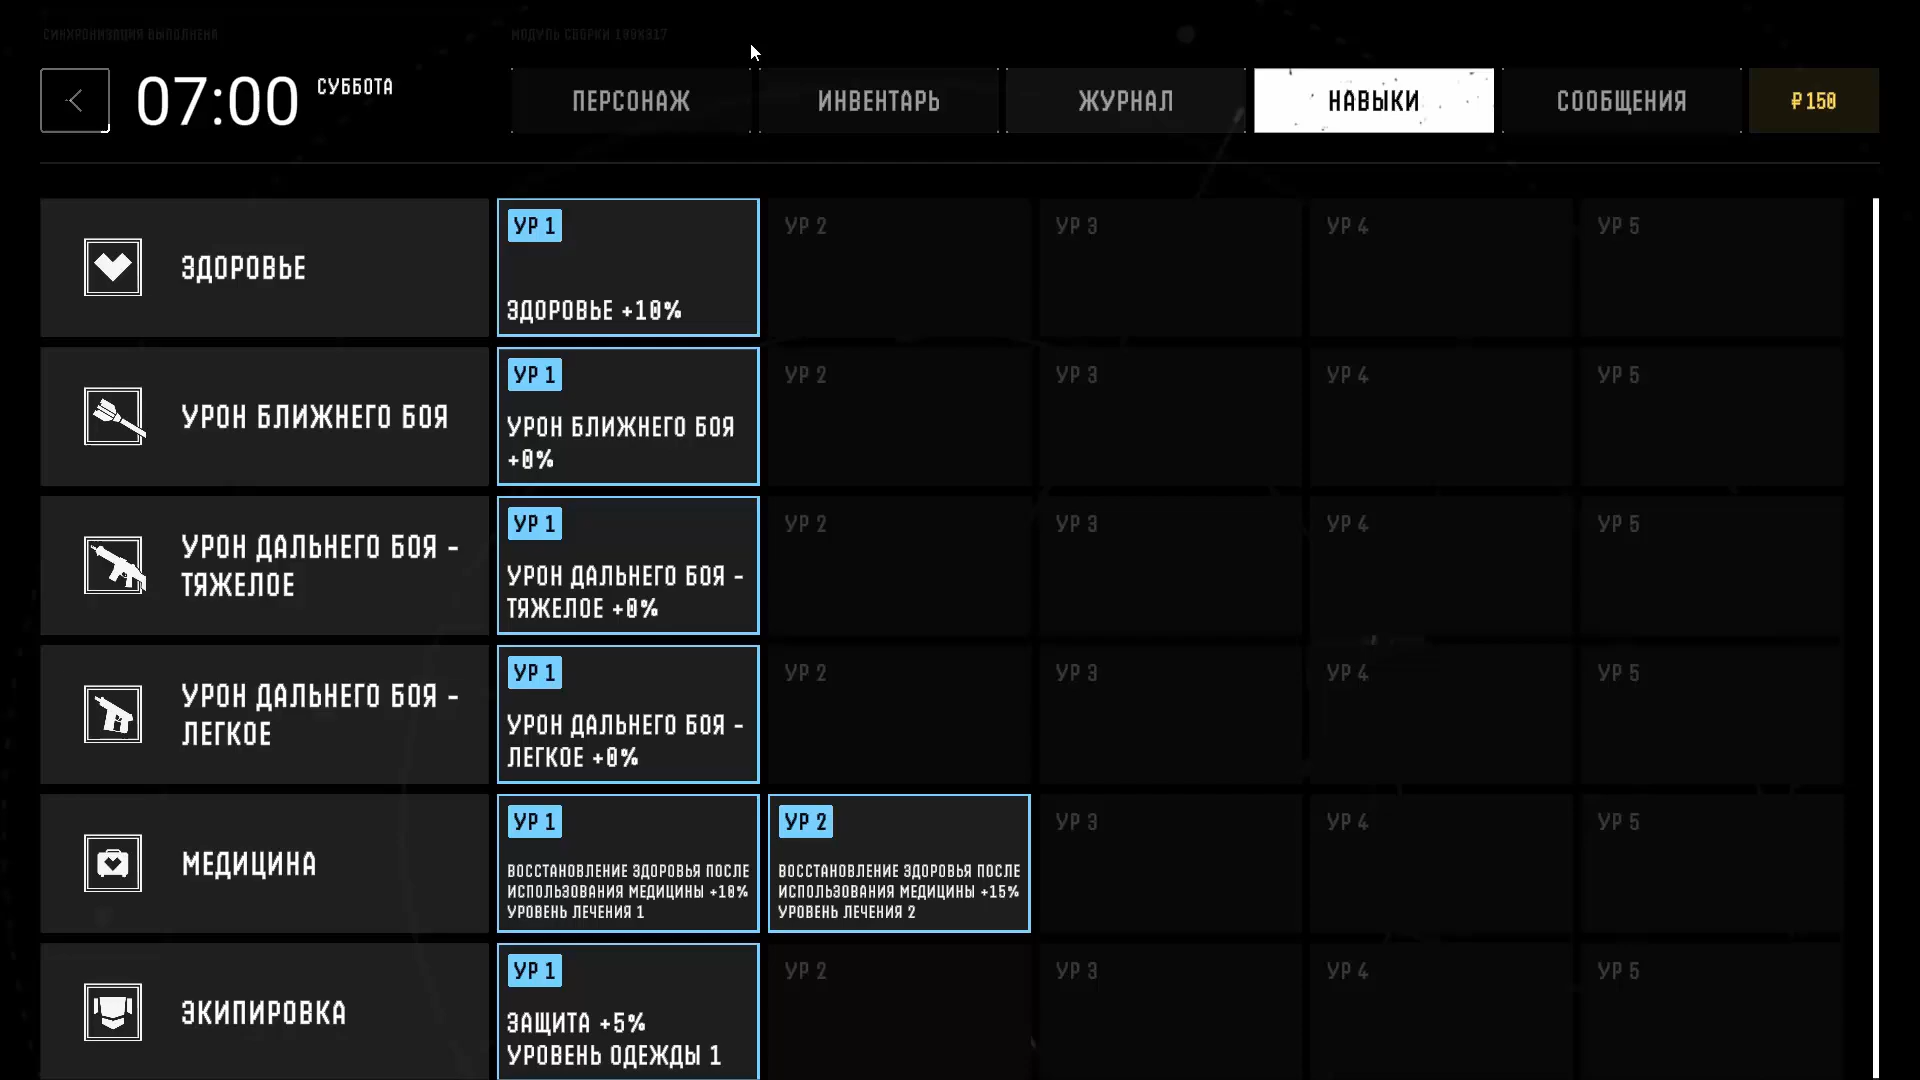 СИНХРОНИЗАЦИЯ ВЫПОЛНЕНА
МОДУЛЬ СБОРКИ
07:00 СУББОТА
ПЕРСОНАЖ
ИНВЕНТАРЬ
ЖУРНАЛ
НАВЫКИ
СООБЩЕНИЯ
₽150
ЗДОРОВЬЕ
УР 1
ЗДОРОВЬЕ +10%
УР 2
УР 3
УР 4
УР 5
УРОН БЛИЖНЕГО БОЯ
УР 1
УРОН БЛИЖНЕГО БОЯ
+0%
УР 2
УР 3
УР 4
УР 5
УРОН ДАЛЬНЕГО БОЯ -
ТЯЖЕЛОЕ
УР 1
УРОН ДАЛЬНЕГО БОЯ -
ТЯЖЕЛОЕ +0%
УР 2
УР 3
УР 4
УР 5
УРОН ДАЛЬНЕГО БОЯ -
ЛЕГКОЕ
УР 1
УРОН ДАЛЬНЕГО БОЯ -
ЛЕГКОЕ +0%
УР 2
УР 3
УР 4
УР 5
МЕДИЦИНА
УР 1
ВОССТАНОВЛЕНИЕ ЗДОРОВЬЯ ПОСЛЕ
ИСПОЛЬЗОВАНИЯ МЕДИЦИНЫ +10%
УРОВЕНЬ ЛЕЧЕНИЯ 1
УР 2
ВОССТАНОВЛЕНИЕ ЗДОРОВЬЯ ПОСЛЕ
ИСПОЛЬЗОВАНИЯ МЕДИЦИНЫ +15%
УРОВЕНЬ ЛЕЧЕНИЯ 2
УР 3
УР 4
УР 5
ЭКИПИРОВКА
УР 1
ЗАЩИТА +5%
УРОВЕНЬ ОДЕЖДЫ 1
УР 2
УР 3
УР 4
УР 5